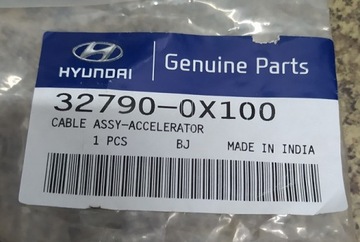 HYUNDAI
Genuine Parts
32790-0X100
CABLE ASSY-ACCELERATOR
1 PCS BJ MADE IN INDIA